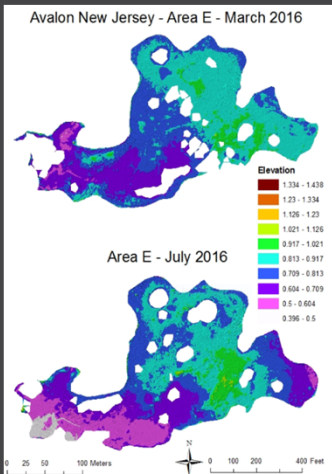 Avalon New Jersey - Area E - March 2016
Elevation
1.334 - 1.438
1.23 - 1.334
1.126 - 1.23
1.021 - 1.126
0.917 - 1.021
0.813 - 0.917
0.709 - 0.813
0.604 - 0.709
0.5 - 0.604
0.396 - 0.5
Area E - July 2016
N
0 25 50 100 Meters
0 100 200 400 Feet